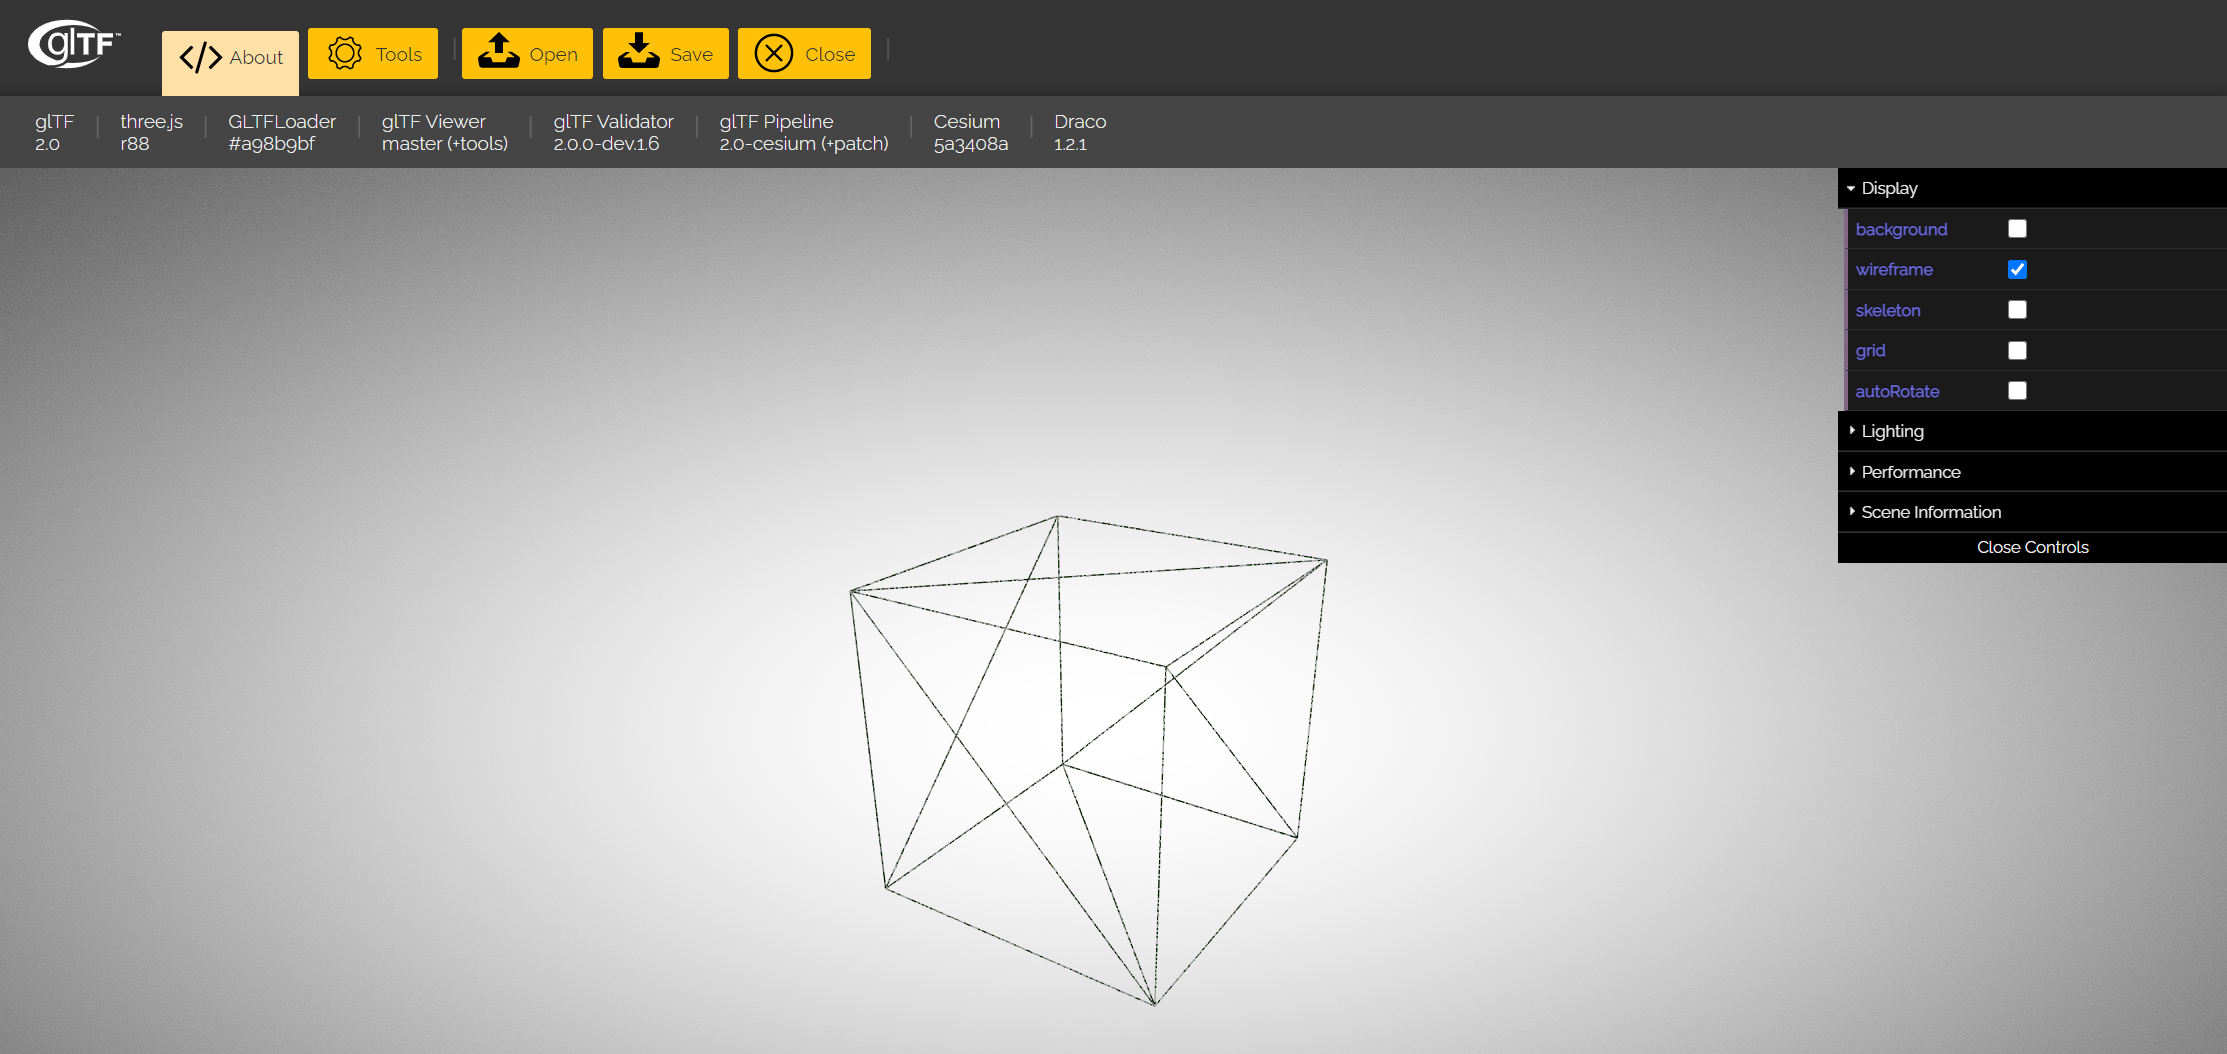 glTF™
</> About
Tools
Open
Save
Close
glTF
2.0
three.js
r88
GLTFLoader
#a98b9bf
glTF Viewer
master (+tools)
glTF Validator
2.0.0-dev.1.6
glTF Pipeline
2.0-cesium (+patch)
Cesium
5a3408a
Draco
1.2.1
Display
background
wireframe
skeleton
grid
autoRotate
Lighting
Performance
Scene Information
Close Controls